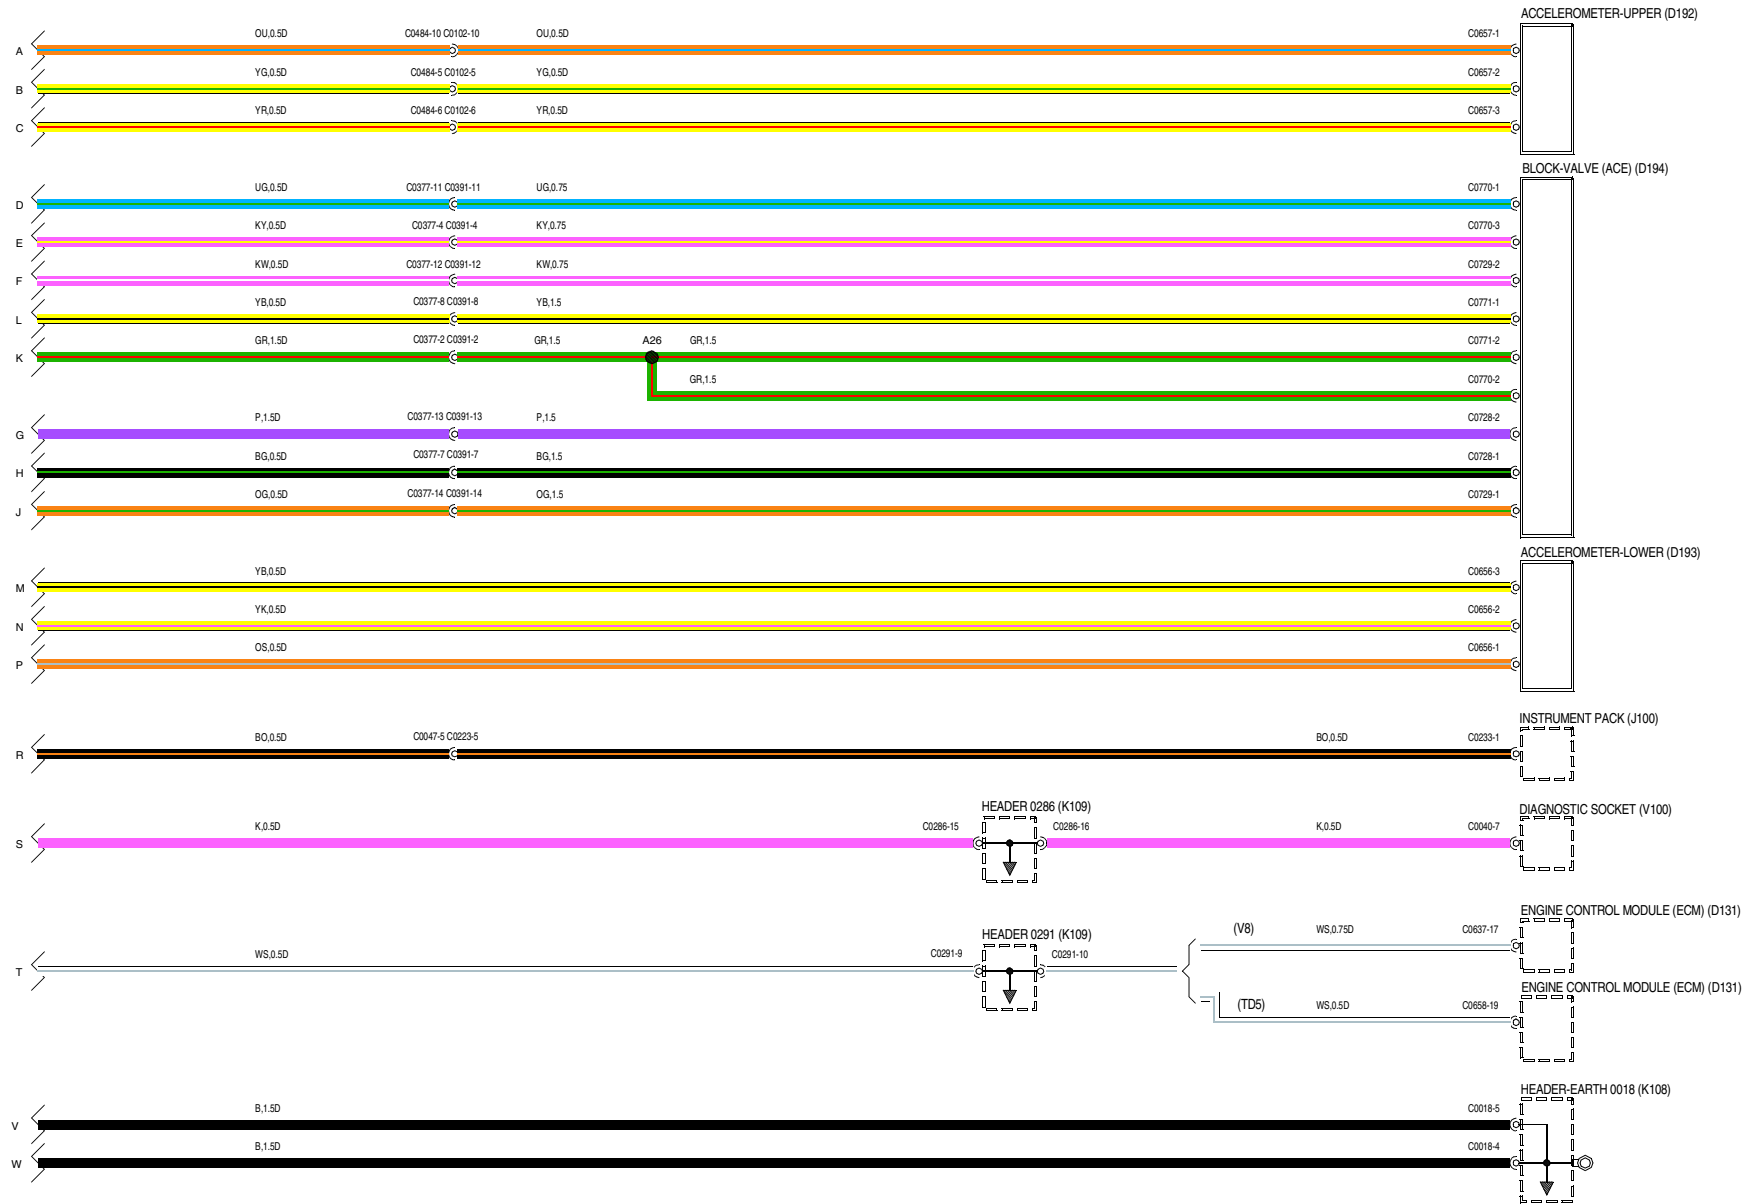 ACCELEROMETER-UPPER (D192)
A OU,0.5D C0484-10 C0102-10 OU,0.5D C0657-1
B YG,0.5D C0484-5 C0102-5 YG,0.5D C0657-2
C YR,0.5D C0484-6 C0102-6 YR,0.5D C0657-3
BLOCK-VALVE (ACE) (D194)
D UG,0.5D C0377-11 C0391-11 UG,0.75 C0770-1
E KY,0.5D C0377-4 C0391-4 KY,0.75 C0770-3
F KW,0.5D C0377-12 C0391-12 KW,0.75 C0729-2
L YB,0.5D C0377-8 C0391-8 YB,1.5 C0771-1
K GR,1.5D C0377-2 C0391-2 GR,1.5 A26 GR,1.5 C0771-2
GR,1.5 C0770-2
G P,1.5D C0377-13 C0391-13 P,1.5 C0728-2
H BG,0.5D C0377-7 C0391-7 BG,1.5 C0728-1
J OG,0.5D C0377-14 C0391-14 OG,1.5 C0729-1
ACCELEROMETER-LOWER (D193)
M YB,0.5D C0656-3
N YK,0.5D C0656-2
P OS,0.5D C0656-1
INSTRUMENT PACK (J100)
R BO,0.5D C0047-5 C0223-5 BO,0.5D C0233-1
HEADER 0286 (K109) DIAGNOSTIC SOCKET (V100)
S K,0.5D C0286-15 C0286-16 K,0.5D C0040-7
ENGINE CONTROL MODULE (ECM) (D131)
(V8) WS,0.75D C0637-17
HEADER 0291 (K109)
T WS,0.5D C0291-9 C0291-10
ENGINE CONTROL MODULE (ECM) (D131)
(TD5) WS,0.5D C0658-19
HEADER-EARTH 0018 (K108)
V B,1.5D C0018-5
W B,1.5D C0018-4